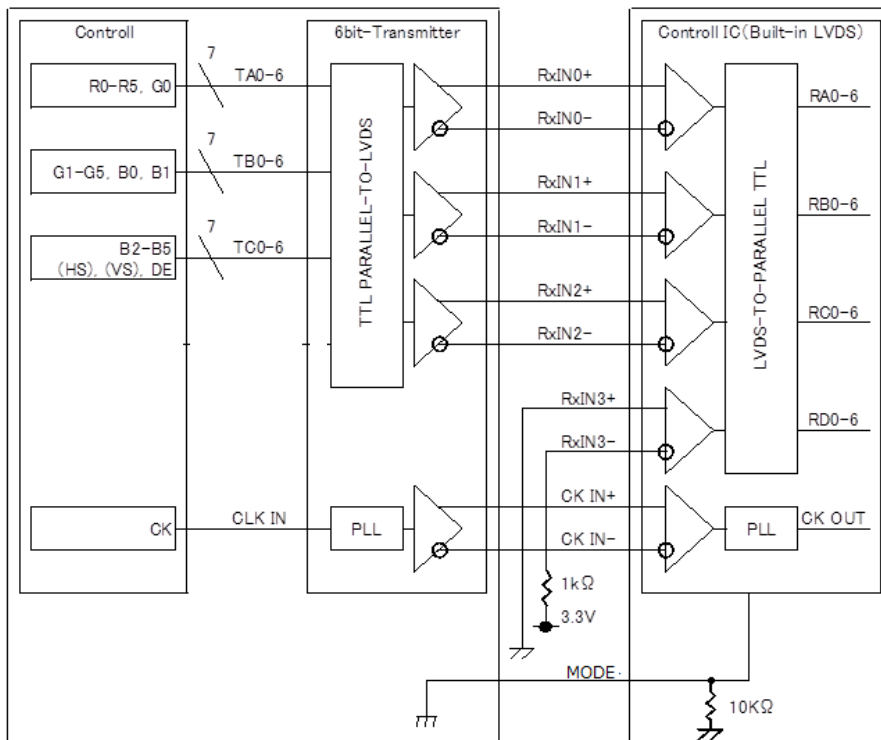 Controll
6bit-Transmitter
Controll IC(Built-in LVDS)
R0-R5, G0
7
TA0-6
G1-G5, B0, B1
7
TB0-6
B2-B5
(HS), (VS), DE
7
TC0-6
TTL PARALLEL-TO-LVDS
RxIN0+
RxIN0-
RxIN1+
RxIN1-
RxIN2+
RxIN2-
RxIN3+
RxIN3-
LVDS-TO-PARALLEL TTL
RA0-6
RB0-6
RC0-6
RD0-6
CK
CLK IN
PLL
CK IN+
CK IN-
PLL
CK OUT
1kΩ
3.3V
MODE
10KΩ